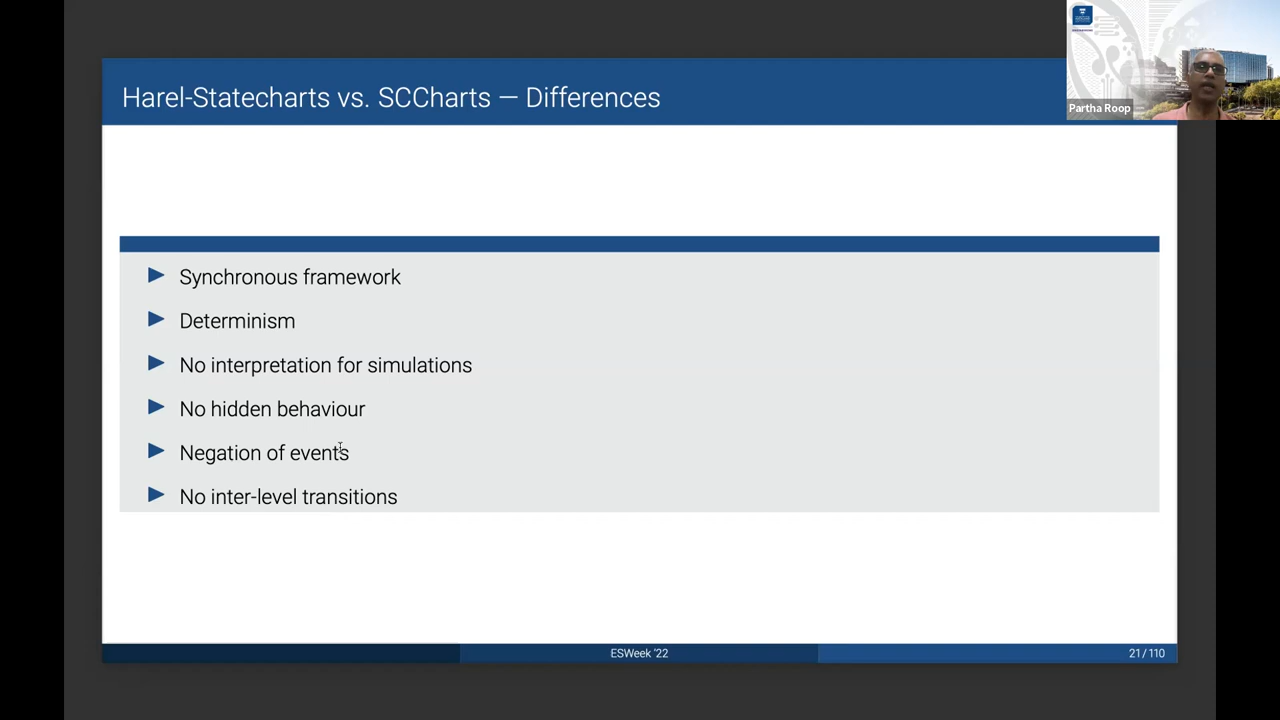 Harel-Statecharts vs. SCCharts — Differences
Partha Roop
Synchronous framework
Determinism
No interpretation for simulations
No hidden behaviour
Negation of events
No inter-level transitions
ESWeek '22
21 / 110